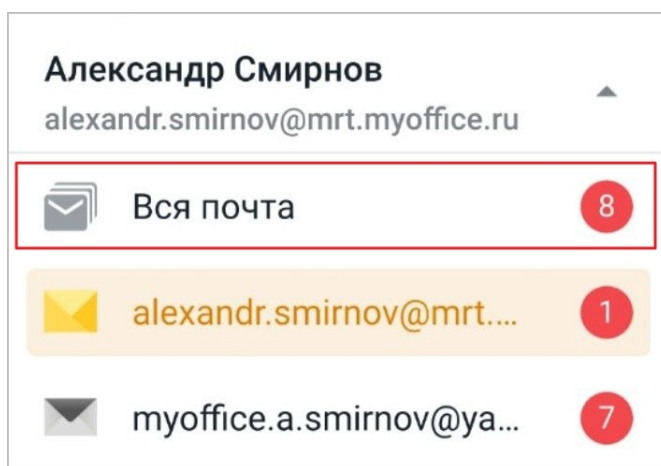 Александр Смирнов
alexandr.smirnov@mrt.myoffice.ru
Вся почта 8
alexandr.smirnov@mrt.... 1
myoffice.a.smirnov@ya... 7